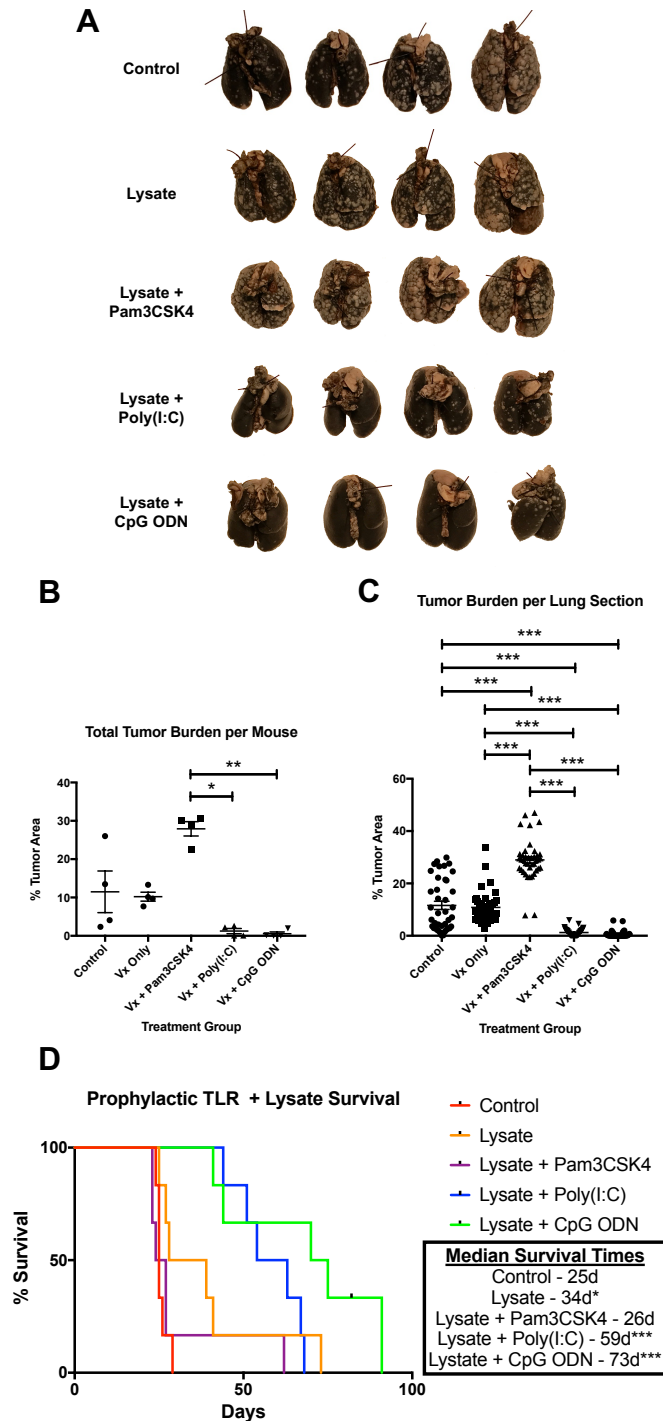 A
Control
Lysate
Lysate +
Pam3CSK4
Lysate +
Poly(I:C)
Lysate +
CpG ODN
B
Total Tumor Burden per Mouse
**
*
40
30
20
10
0
% Tumor Area
Control
Vx Only
Vx + Pam3CSK4
Vx + Poly(I:C)
Vx + CpG ODN
Treatment Group
C
Tumor Burden per Lung Section
***
***
***
***
***
***
***
***
60
40
20
0
% Tumor Area
Control
Vx Only
Vx + Pam3CSK4
Vx + Poly(I:C)
Vx + CpG ODN
Treatment Group
D
Prophylactic TLR + Lysate Survival
100
50
0
% Survival
0
50
100
Days
Control
Lysate
Lysate + Pam3CSK4
Lysate + Poly(I:C)
Lysate + CpG ODN
Median Survival Times
Control - 25d
Lysate - 34d*
Lysate + Pam3CSK4 - 26d
Lysate + Poly(I:C) - 59d***
Lystate + CpG ODN - 73d***